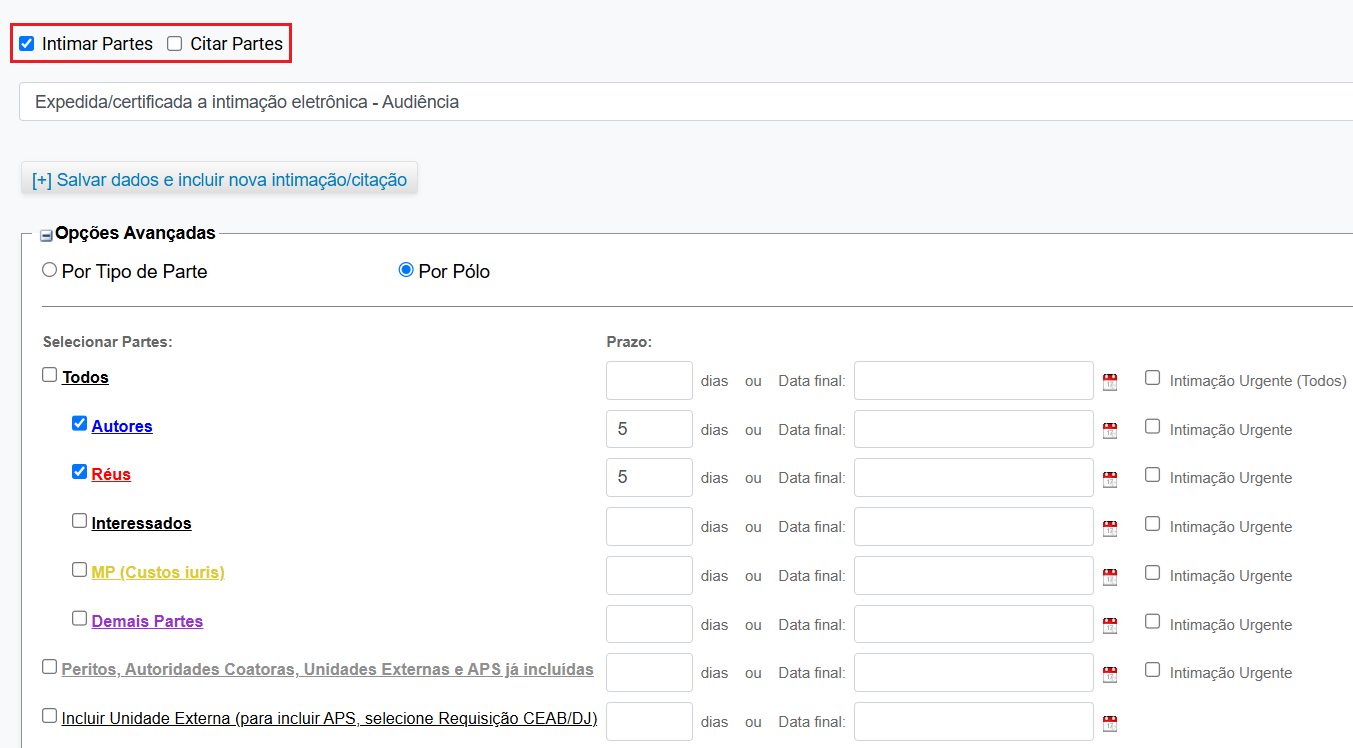 Intimar Partes Citar Partes
Expedida/certificada a intimação eletrônica - Audiência
[+] Salvar dados e incluir nova intimação/citação
Opções Avançadas
Por Tipo de Parte Por Pólo
Selecionar Partes: Prazo:
Todos dias ou Data final: Intimação Urgente (Todos)
Autores 5 dias ou Data final: Intimação Urgente
Réus 5 dias ou Data final: Intimação Urgente
Interessados dias ou Data final: Intimação Urgente
MP (Custos iuris) dias ou Data final: Intimação Urgente
Demais Partes dias ou Data final: Intimação Urgente
Peritos, Autoridades Coatoras, Unidades Externas e APS já incluídas dias ou Data final: Intimação Urgente
Incluir Unidade Externa (para incluir APS, selecione Requisição CEAB/DJ) dias ou Data final: